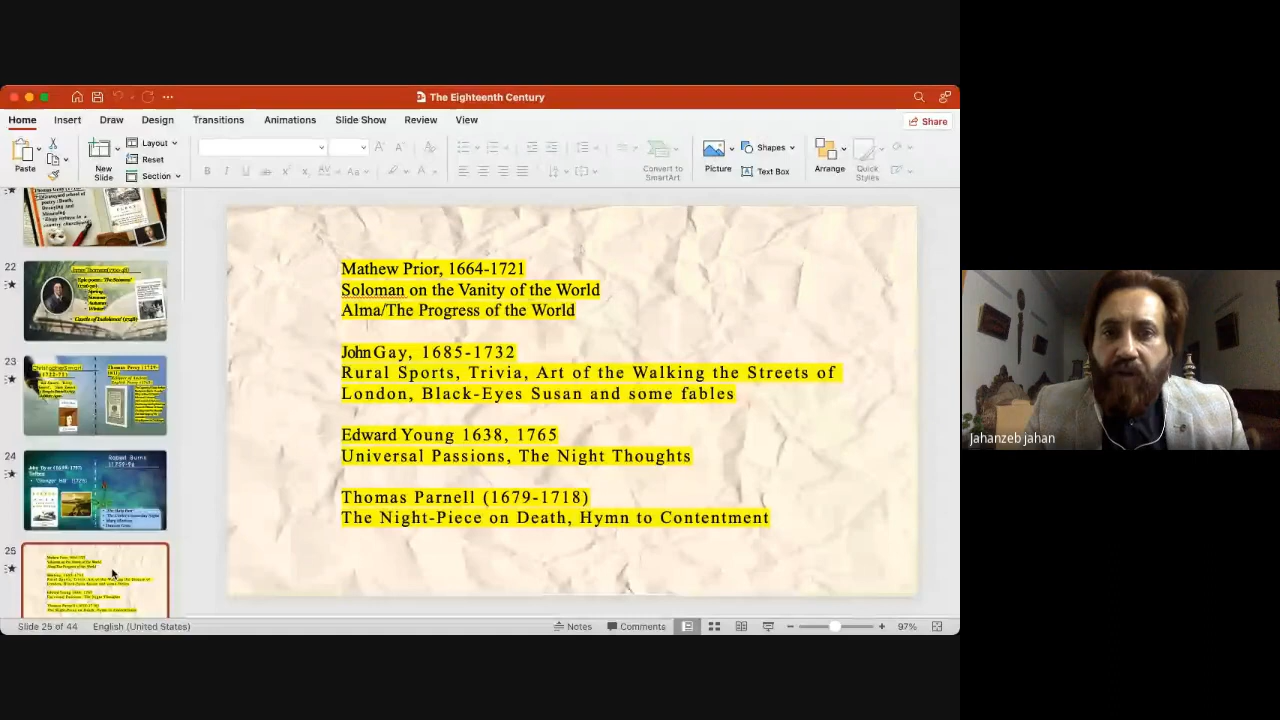 The Eighteenth Century
Home Insert Draw Design Transitions Animations Slide Show Review View
Share
Paste
New Slide
Layout
Reset
Section
Convert to SmartArt
Picture
Shapes
Text Box
Arrange
Quick Styles
22
23
24
25
Mathew Prior, 1664-1721
Soloman on the Vanity of the World
Alma/The Progress of the World
John Gay, 1685-1732
Rural Sports, Trivia, Art of the Walking the Streets of
London, Black-Eyes Susan and some fables
Edward Young 1638, 1765
Universal Passions, The Night Thoughts
Thomas Parnell (1679-1718)
The Night-Piece on Death, Hymn to Contentment
Jahanzeb jahan
Slide 25 of 44 English (United States)
Notes Comments 97%